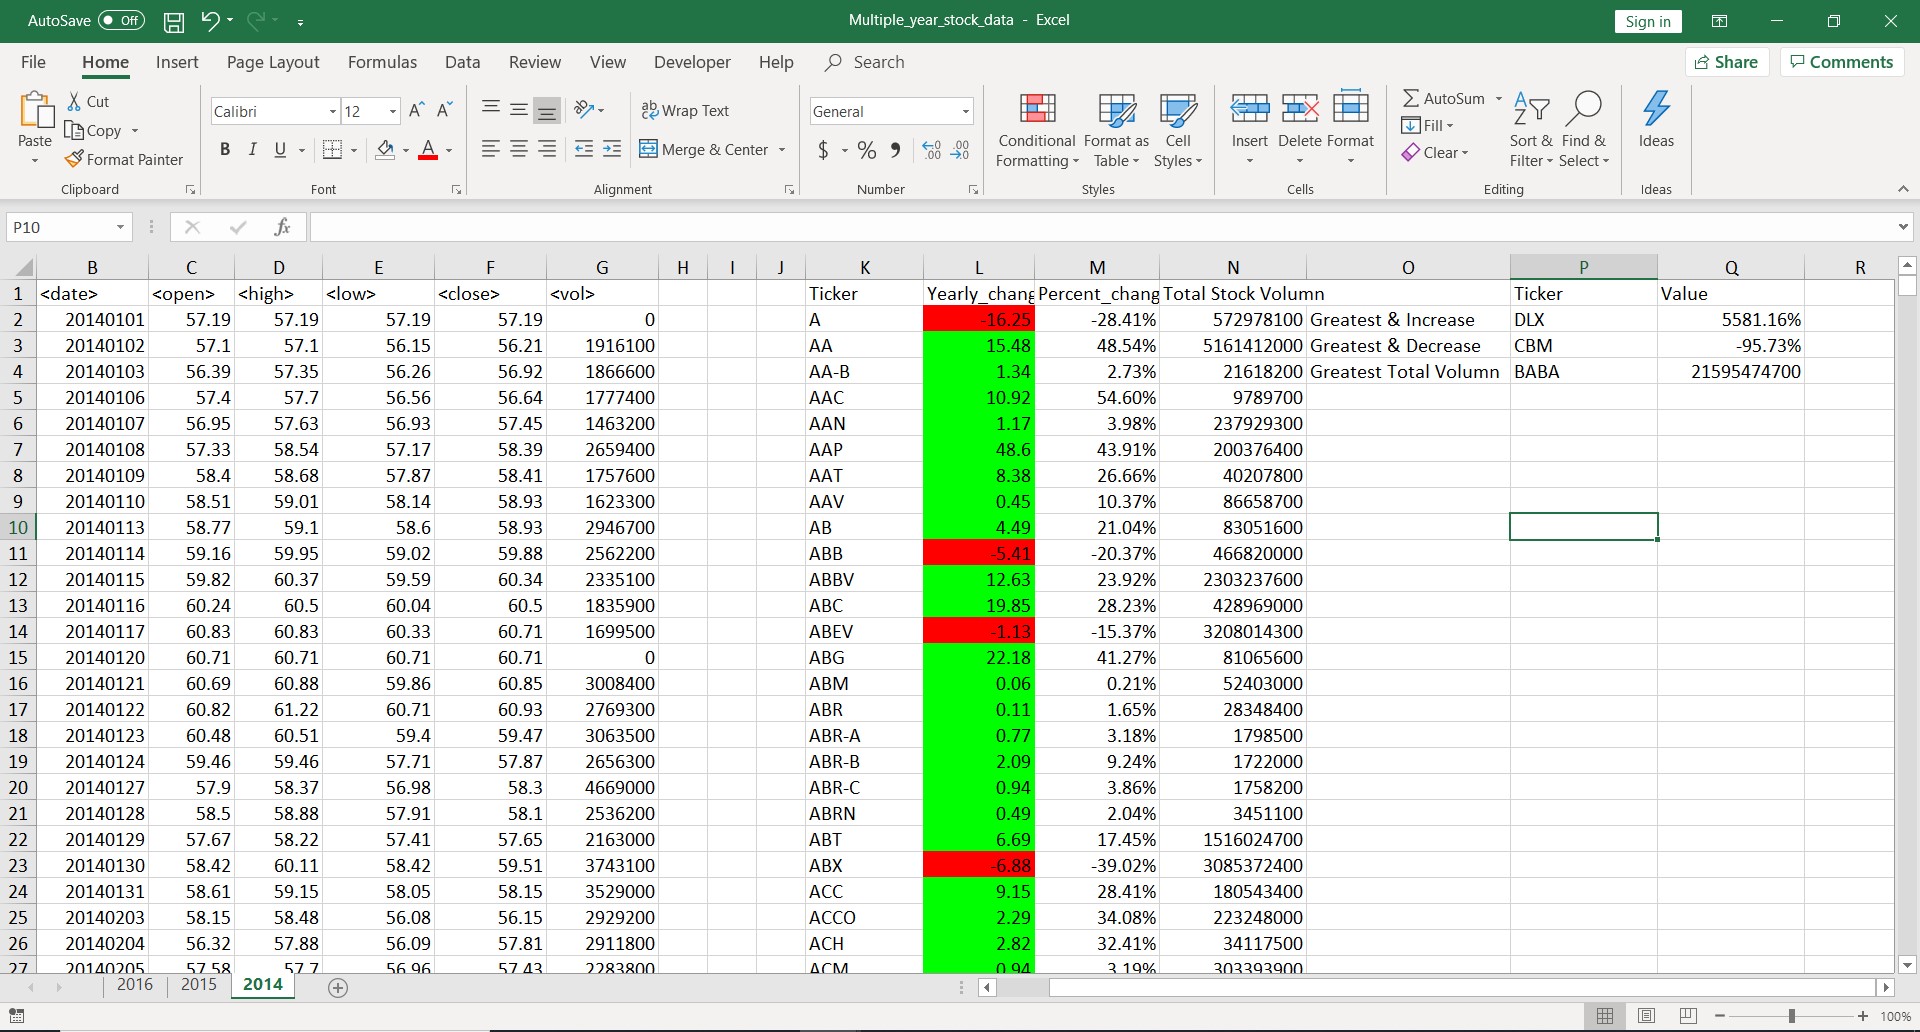 AutoSave Off Multiple_year_stock_data - Excel Sign in
File Home Insert Page Layout Formulas Data Review View Developer Help Search Share Comments
Paste Cut Copy Format Painter Clipboard
Calibri 12 A A B I U A Font
ab Wrap Text Merge & Center Alignment
General $ % Number
Conditional Formatting Format as Table Cell Styles Styles
Insert Delete Format Cells
AutoSum Fill Clear Sort & Filter Find & Select Editing
Ideas Ideas
P10 fx
B C D E F G H I J K L M N O P Q R
1 <date> <open> <high> <low> <close> <vol> Ticker Yearly_chang Percent_chang Total Stock Volumn Ticker Value
2 20140101 57.19 57.19 57.19 57.19 0 A -16.25 -28.41% 572978100 Greatest & Increase DLX 5581.16%
3 20140102 57.1 57.1 56.15 56.21 1916100 AA 15.48 48.54% 5161412000 Greatest & Decrease CBM -95.73%
4 20140103 56.39 57.35 56.26 56.92 1866600 AA-B 1.34 2.73% 21618200 Greatest Total Volumn BABA 21595474700
5 20140106 57.4 57.7 56.56 56.64 1777400 AAC 10.92 54.60% 9789700
6 20140107 56.95 57.63 56.93 57.45 1463200 AAN 1.17 3.98% 237929300
7 20140108 57.33 58.54 57.17 58.39 2659400 AAP 48.6 43.91% 200376400
8 20140109 58.4 58.68 57.87 58.41 1757600 AAT 8.38 26.66% 40207800
9 20140110 58.51 59.01 58.14 58.93 1623300 AAV 0.45 10.37% 86658700
10 20140113 58.77 59.1 58.6 58.93 2946700 AB 4.49 21.04% 83051600
11 20140114 59.16 59.95 59.02 59.88 2562200 ABB -5.41 -20.37% 466820000
12 20140115 59.82 60.37 59.59 60.34 2335100 ABBV 12.63 23.92% 2303237600
13 20140116 60.24 60.5 60.04 60.5 1835900 ABC 19.85 28.23% 428969000
14 20140117 60.83 60.83 60.33 60.71 1699500 ABEV -1.13 -15.37% 3208014300
15 20140120 60.71 60.71 60.71 60.71 0 ABG 22.18 41.27% 81065600
16 20140121 60.69 60.88 59.86 60.85 3008400 ABM 0.06 0.21% 52403000
17 20140122 60.82 61.22 60.71 60.93 2769300 ABR 0.11 1.65% 28348400
18 20140123 60.48 60.51 59.4 59.47 3063500 ABR-A 0.77 3.18% 1798500
19 20140124 59.46 59.46 57.71 57.87 2656300 ABR-B 2.09 9.24% 1722000
20 20140127 57.9 58.37 56.98 58.3 4669000 ABR-C 0.94 3.86% 1758200
21 20140128 58.5 58.88 57.91 58.1 2536200 ABRN 0.49 2.04% 3451100
22 20140129 57.67 58.22 57.41 57.65 2163000 ABT 6.69 17.45% 1516024700
23 20140130 58.42 60.11 58.42 59.51 3743100 ABX -6.88 -39.02% 3085372400
24 20140131 58.61 59.15 58.05 58.15 3529000 ACC 9.15 28.41% 180543400
25 20140203 58.15 58.48 56.08 56.15 2929200 ACCO 2.29 34.08% 223248000
26 20140204 56.32 57.88 56.09 57.81 2911800 ACH 2.82 32.41% 34117500
27 20140205 57.58 57.7 56.96 57.43 2283800 ACM 0.94 3.19% 303393900
2016 2015 2014
100%